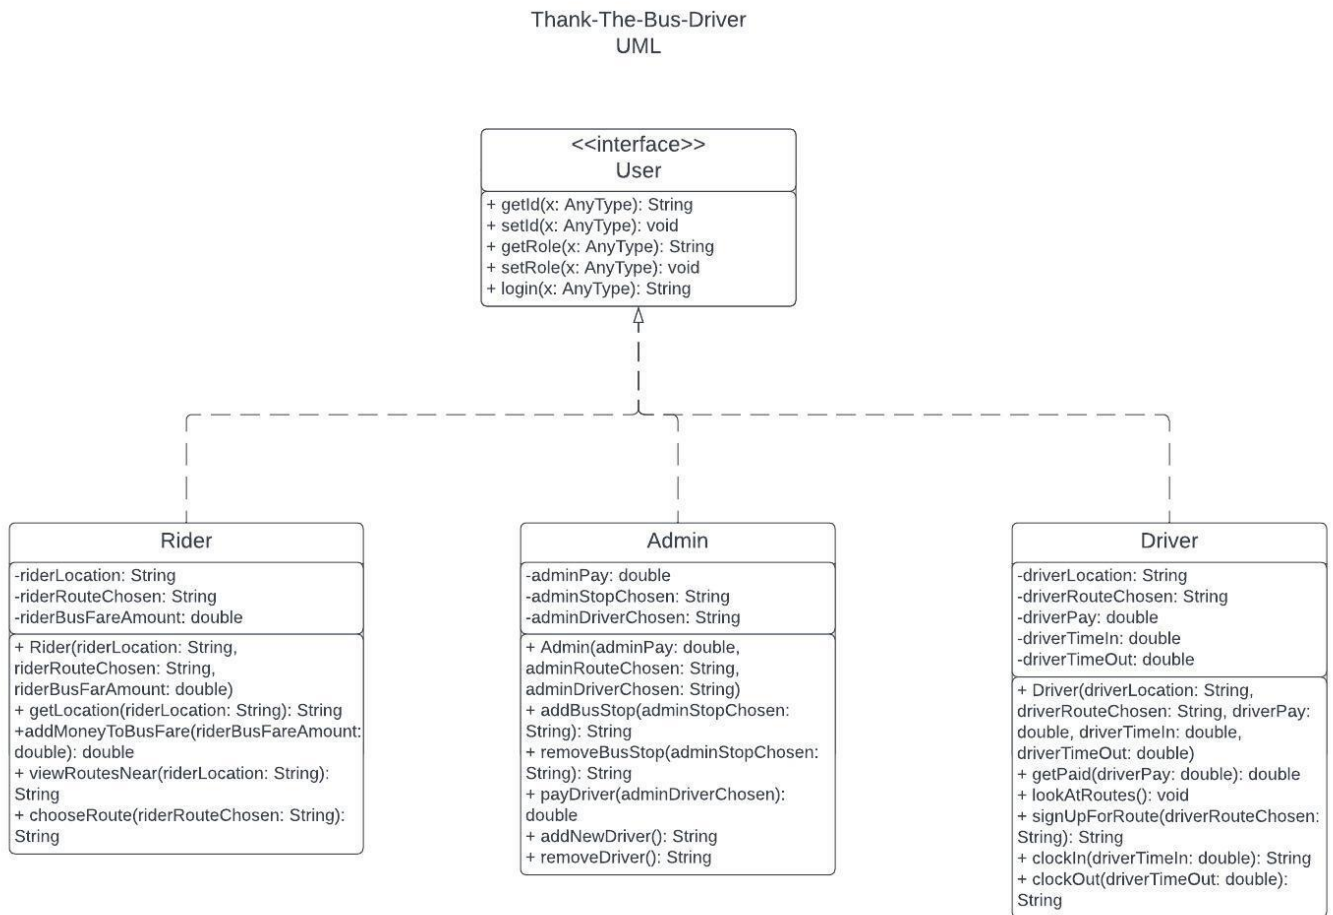 Thank-The-Bus-Driver
UML
<<interface>>
User
+ getId(x: AnyType): String
+ setId(x: AnyType): void
+ getRole(x: AnyType): String
+ setRole(x: AnyType): void
+ login(x: AnyType): String
Rider
-riderLocation: String
-riderRouteChosen: String
-riderBusFareAmount: double
+ Rider(riderLocation: String,
riderRouteChosen: String,
riderBusFarAmount: double)
+ getLocation(riderLocation: String): String
+addMoneyToBusFare(riderBusFareAmount:
double): double
+ viewRoutesNear(riderLocation: String):
String
+ chooseRoute(riderRouteChosen: String):
String
Admin
-adminPay: double
-adminStopChosen: String
-adminDriverChosen: String
+ Admin(adminPay: double,
adminRouteChosen: String,
adminDriverChosen: String)
+ addBusStop(adminStopChosen:
String): String
+ removeBusStop(adminStopChosen:
String): String
+ payDriver(adminDriverChosen):
double
+ addNewDriver(): String
+ removeDriver(): String
Driver
-driverLocation: String
-driverRouteChosen: String
-driverPay: double
-driverTimeIn: double
-driverTimeOut: double
+ Driver(driverLocation: String,
driverRouteChosen: String, driverPay:
double, driverTimeIn: double,
driverTimeOut: double)
+ getPaid(driverPay: double): double
+ lookAtRoutes(): void
+ signUpForRoute(driverRouteChosen:
String): String
+ clockIn(driverTimeIn: double): String
+ clockOut(driverTimeOut: double):
String